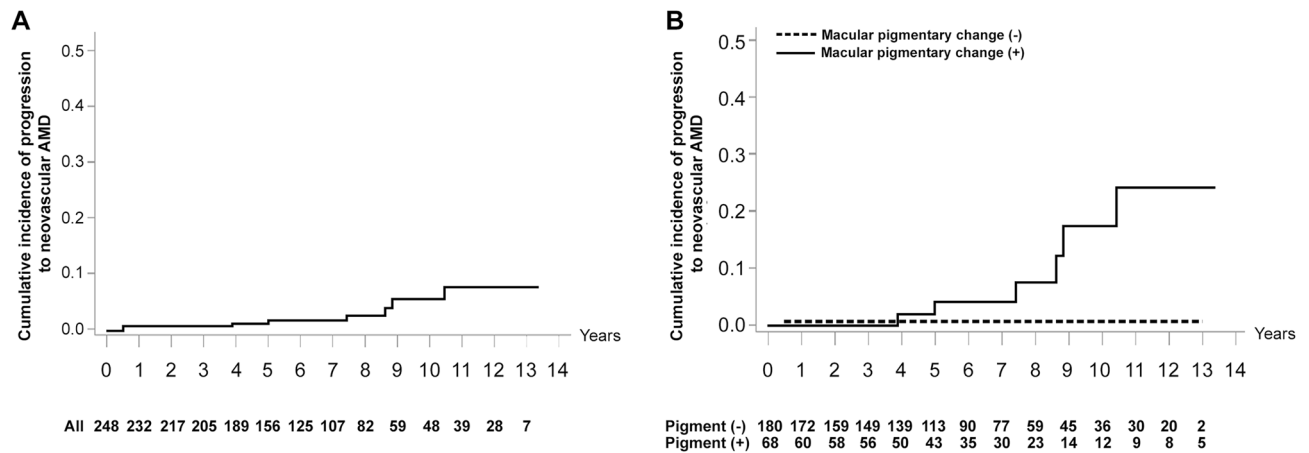 A
Cumulative incidence of progression
to neovascular AMD
0.5
0.4
0.3
0.2
0.1
0.0
0 1 2 3 4 5 6 7 8 9 10 11 12 13 14
Years
All 248 232 217 205 189 156 125 107 82 59 48 39 28 7
B
Cumulative incidence of progression
to neovascular AMD
Macular pigmentary change (-)
Macular pigmentary change (+)
0.5
0.4
0.3
0.2
0.1
0.0
0 1 2 3 4 5 6 7 8 9 10 11 12 13 14
Years
Pigment (-) 180 172 159 149 139 113 90 77 59 45 36 30 20 2
Pigment (+) 68 60 58 56 50 43 35 30 23 14 12 9 8 5